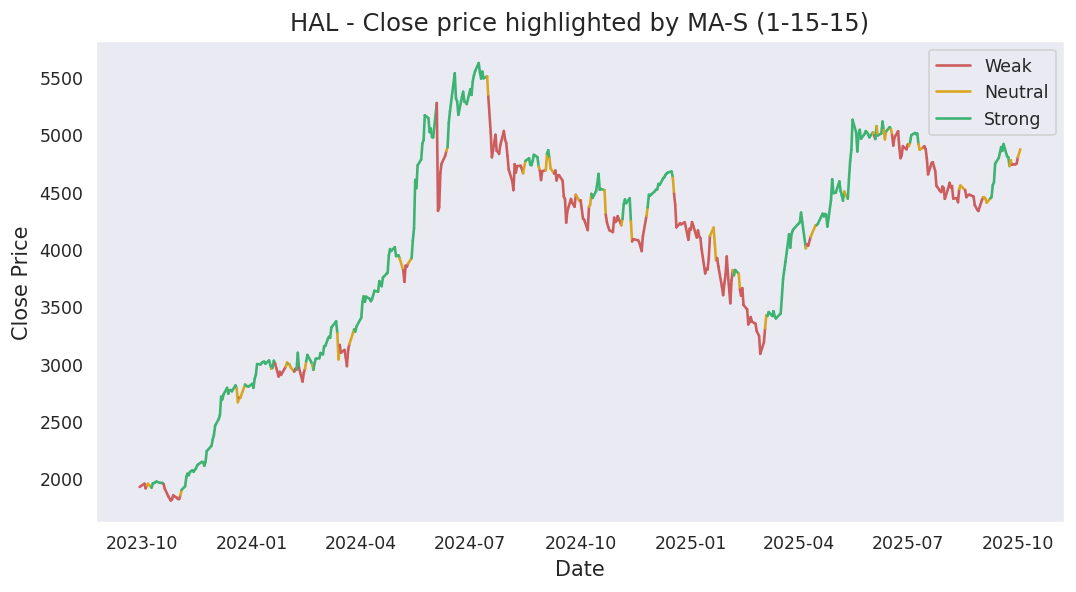 HAL - Close price highlighted by MA-S (1-15-15)
Weak
Neutral
Strong
5500
5000
4500
4000
3500
3000
2500
2000
Close Price
2023-10 2024-01 2024-04 2024-07 2024-10 2025-01 2025-04 2025-07 2025-10
Date